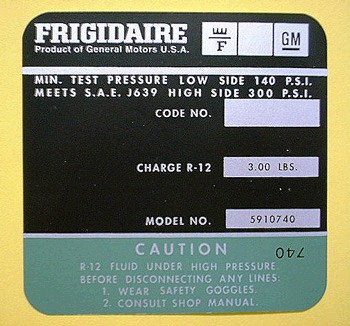 FRIGIDAIRE
Product of General Motors U.S.A.
F
GM
MIN. TEST PRESSURE LOW SIDE 140 P.S.I.
MEETS S.A.E. J639 HIGH SIDE 300 P.S.I.
CODE NO.
CHARGE R-12 3.00 LBS.
MODEL NO. 5910740
CAUTION
740
R-12 FLUID UNDER HIGH PRESSURE.
BEFORE DISCONNECTING ANY LINES:
1. WEAR SAFETY GOGGLES.
2. CONSULT SHOP MANUAL.